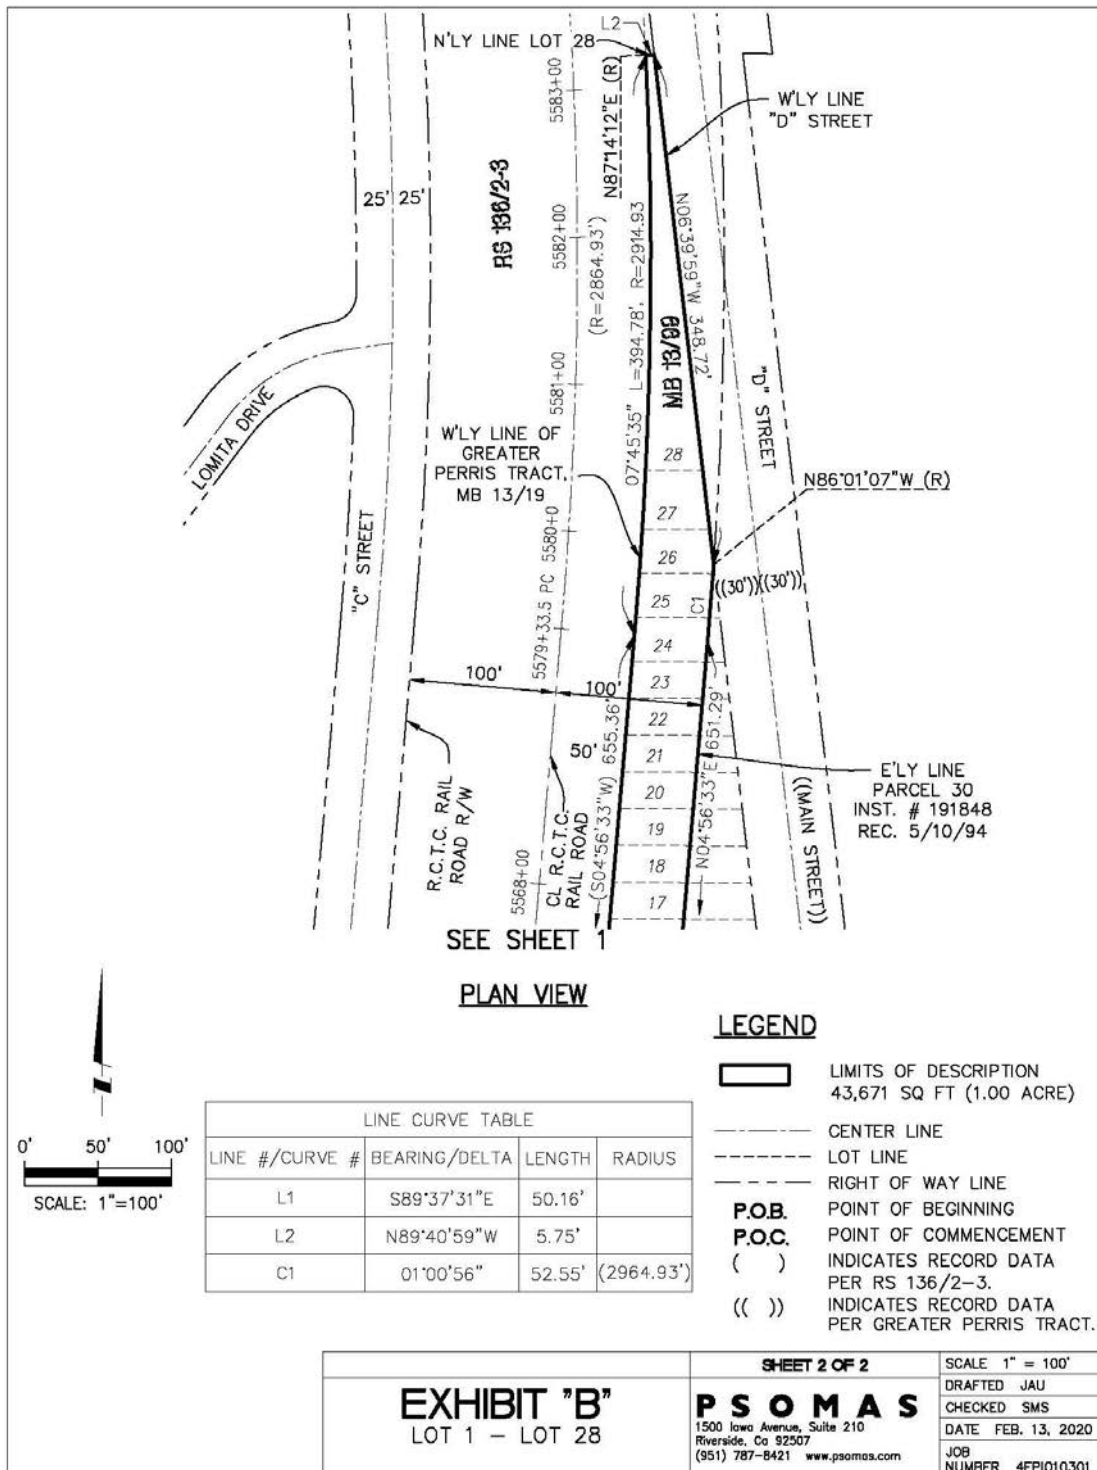 L2
N'LY LINE LOT 28
N87°14'12"E (R)
5583+00
W'LY LINE
"D" STREET
25' 25'
RS 136/2-3
5582+00
(R=2864.93')
07°45'35" L=394.78', R=2914.93
N06°39'59"W 348.72'
5581+00
"D" STREET
LOMITA DRIVE
W'LY LINE OF
GREATER
PERRIS TRACT,
MB 13/19
28
N86°01'07"W (R)
27
5580+0
26
"C" STREET
((30'))((30'))
25
C1
5579+33.5 PC
24
100'
100'
23
22
50'
655.36'
651.29'
21
E'LY LINE
PARCEL 30
INST. # 191848
REC. 5/10/94
20
(S04°56'33"W)
N04°56'33"E
((MAIN STREET))
19
R.C.T.C. RAIL
ROAD R/W
CL R.C.T.C.
RAIL ROAD
18
5568+00
17
SEE SHEET 1
PLAN VIEW
LEGEND
LIMITS OF DESCRIPTION
43,671 SQ FT (1.00 ACRE)
CENTER LINE
LOT LINE
RIGHT OF WAY LINE
P.O.B. POINT OF BEGINNING
P.O.C. POINT OF COMMENCEMENT
( ) INDICATES RECORD DATA
PER RS 136/2-3.
(( )) INDICATES RECORD DATA
PER GREATER PERRIS TRACT.
0' 50' 100'
SCALE: 1"=100'
LINE CURVE TABLE
LINE #/CURVE # BEARING/DELTA LENGTH RADIUS
L1 S89°37'31"E 50.16'
L2 N89°40'59"W 5.75'
C1 01°00'56" 52.55' (2964.93')
EXHIBIT "B"
LOT 1 – LOT 28
SHEET 2 OF 2
PSOMAS
1500 Iowa Avenue, Suite 210
Riverside, Ca 92507
(951) 787-8421 www.psomas.com
SCALE 1" = 100'
DRAFTED JAU
CHECKED SMS
DATE FEB. 13, 2020
JOB
NUMBER 4EPI010301